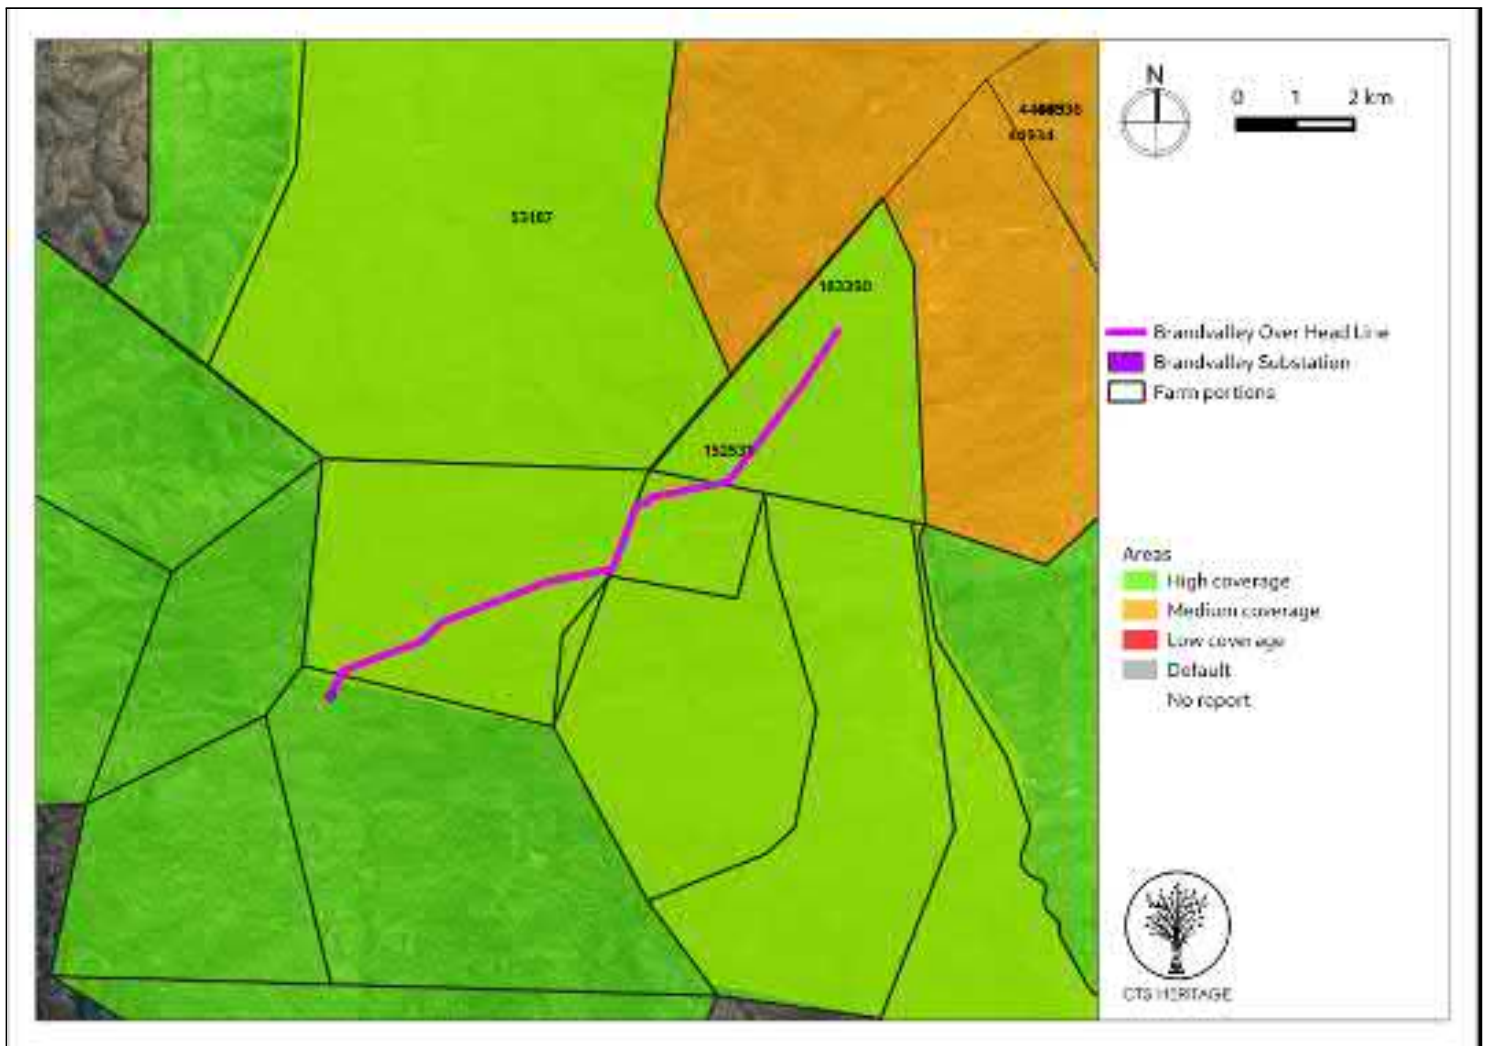 N
0 1 2 km
53187
Brandvalley Over Head Line
Brandvalley Substation
Farm portions
Areas
High coverage
Medium coverage
Low coverage
Default
No report
CTS HERITAGE